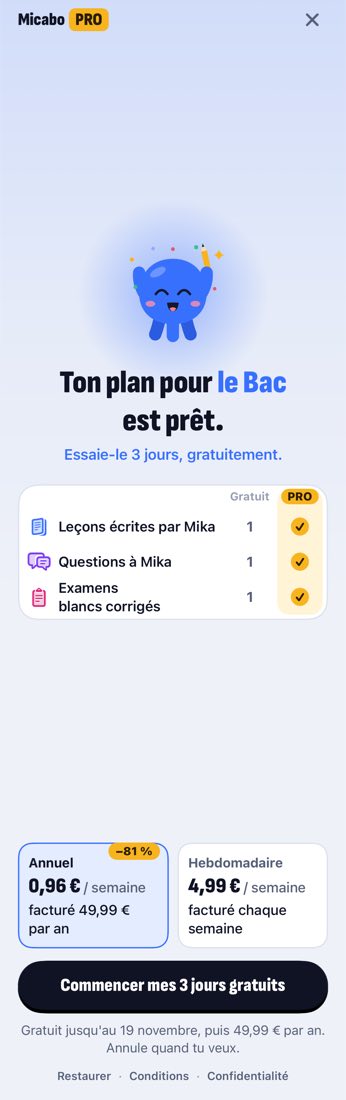 Micabo PRO
Ton plan pour le Bac
est prêt.
Essaie-le 3 jours, gratuitement.
Gratuit PRO
Leçons écrites par Mika 1
Questions à Mika 1
Examens
blancs corrigés 1
−81 %
Annuel
0,96 € / semaine
facturé 49,99 €
par an
Hebdomadaire
4,99 € / semaine
facturé chaque
semaine
Commencer mes 3 jours gratuits
Gratuit jusqu'au 19 novembre, puis 49,99 € par an.
Annule quand tu veux.
Restaurer · Conditions · Confidentialité